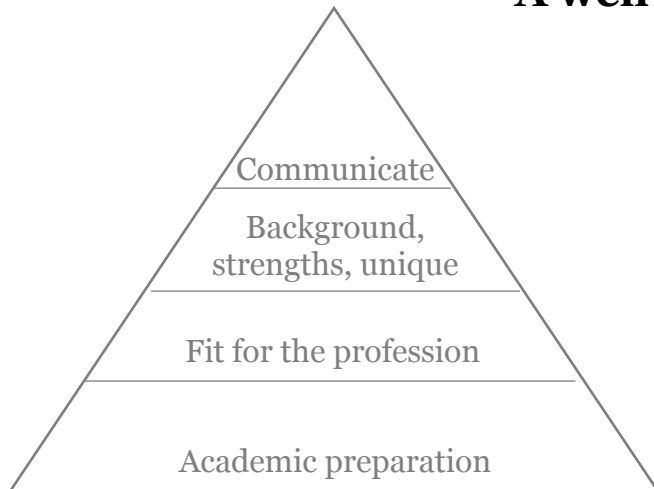 Communicate
Background,
strengths, unique
Fit for the profession
Academic preparation